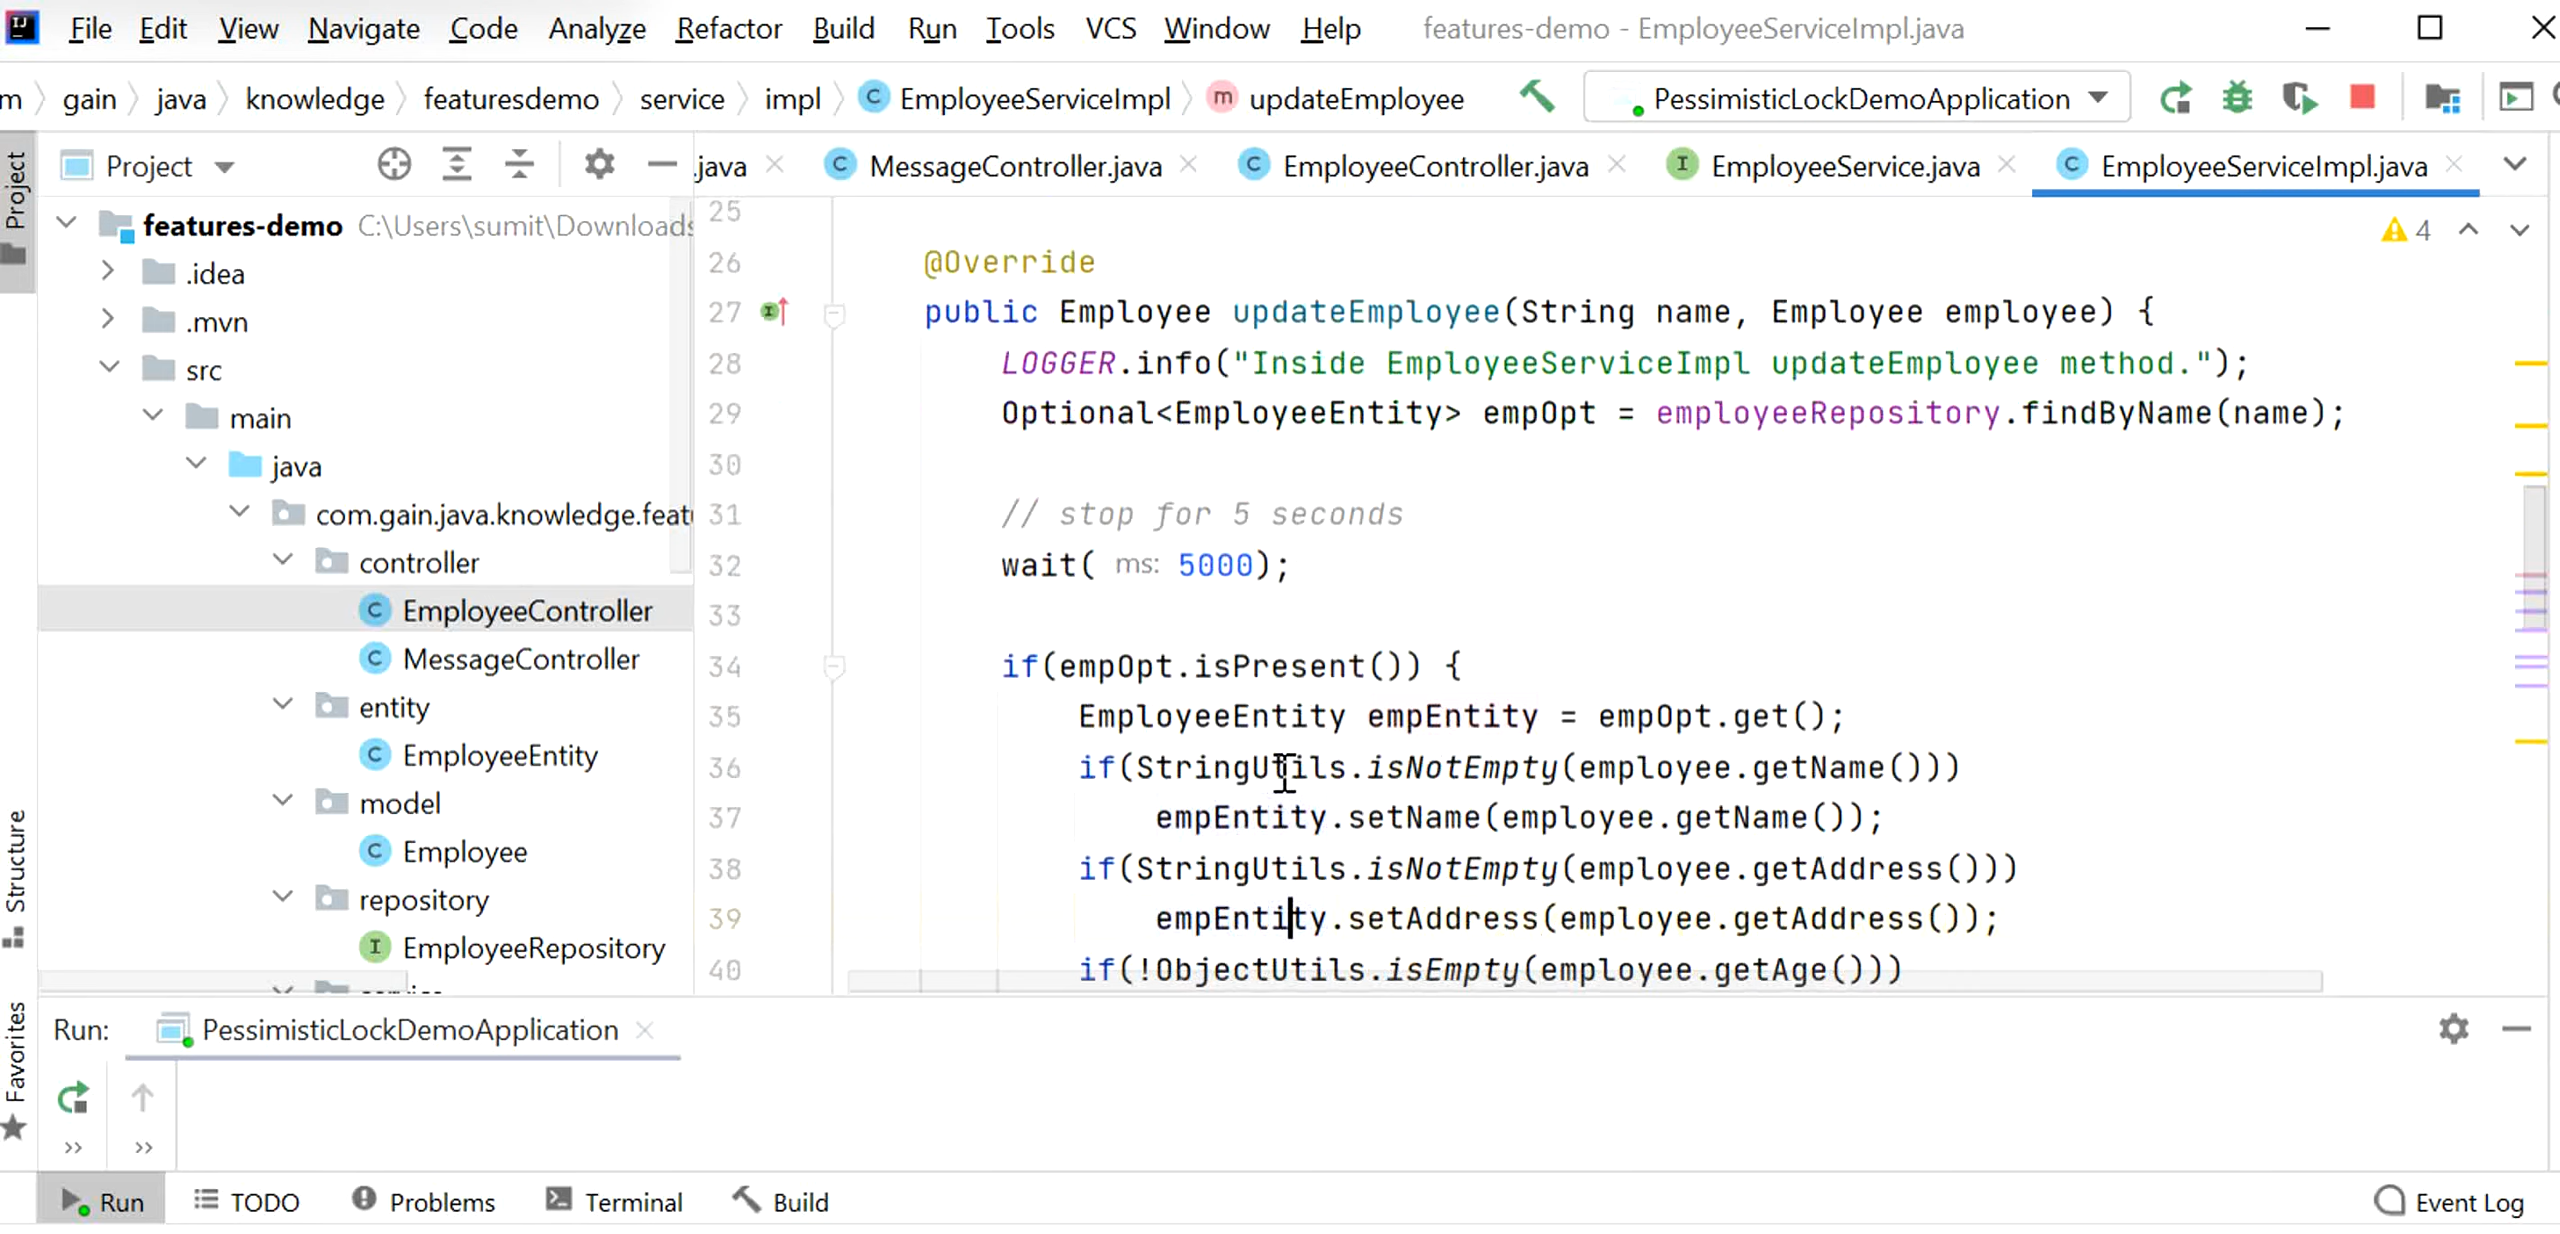 File Edit View Navigate Code Analyze Refactor Build Run Tools VCS Window Help features-demo - EmployeeServiceImpl.java
m gain java knowledge featuresdemo service impl C EmployeeServiceImpl m updateEmployee PessimisticLockDemoApplication
Project .java C MessageController.java C EmployeeController.java I EmployeeService.java C EmployeeServiceImpl.java
Project
Structure
Favorites
features-demo C:\Users\sumit\Downloads
.idea
.mvn
src
main
java
com.gain.java.knowledge.feat
controller
C EmployeeController
C MessageController
entity
C EmployeeEntity
model
C Employee
repository
I EmployeeRepository
4
25
26 @Override
27 public Employee updateEmployee(String name, Employee employee) {
28 LOGGER.info("Inside EmployeeServiceImpl updateEmployee method.");
29 Optional<EmployeeEntity> empOpt = employeeRepository.findByName(name);
30
31 // stop for 5 seconds
32 wait( ms: 5000);
33
34 if(empOpt.isPresent()) {
35 EmployeeEntity empEntity = empOpt.get();
36 if(StringUtils.isNotEmpty(employee.getName()))
37 empEntity.setName(employee.getName());
38 if(StringUtils.isNotEmpty(employee.getAddress()))
39 empEntity.setAddress(employee.getAddress());
40 if(!ObjectUtils.isEmpty(employee.getAge()))
Run: PessimisticLockDemoApplication
Run TODO Problems Terminal Build Event Log